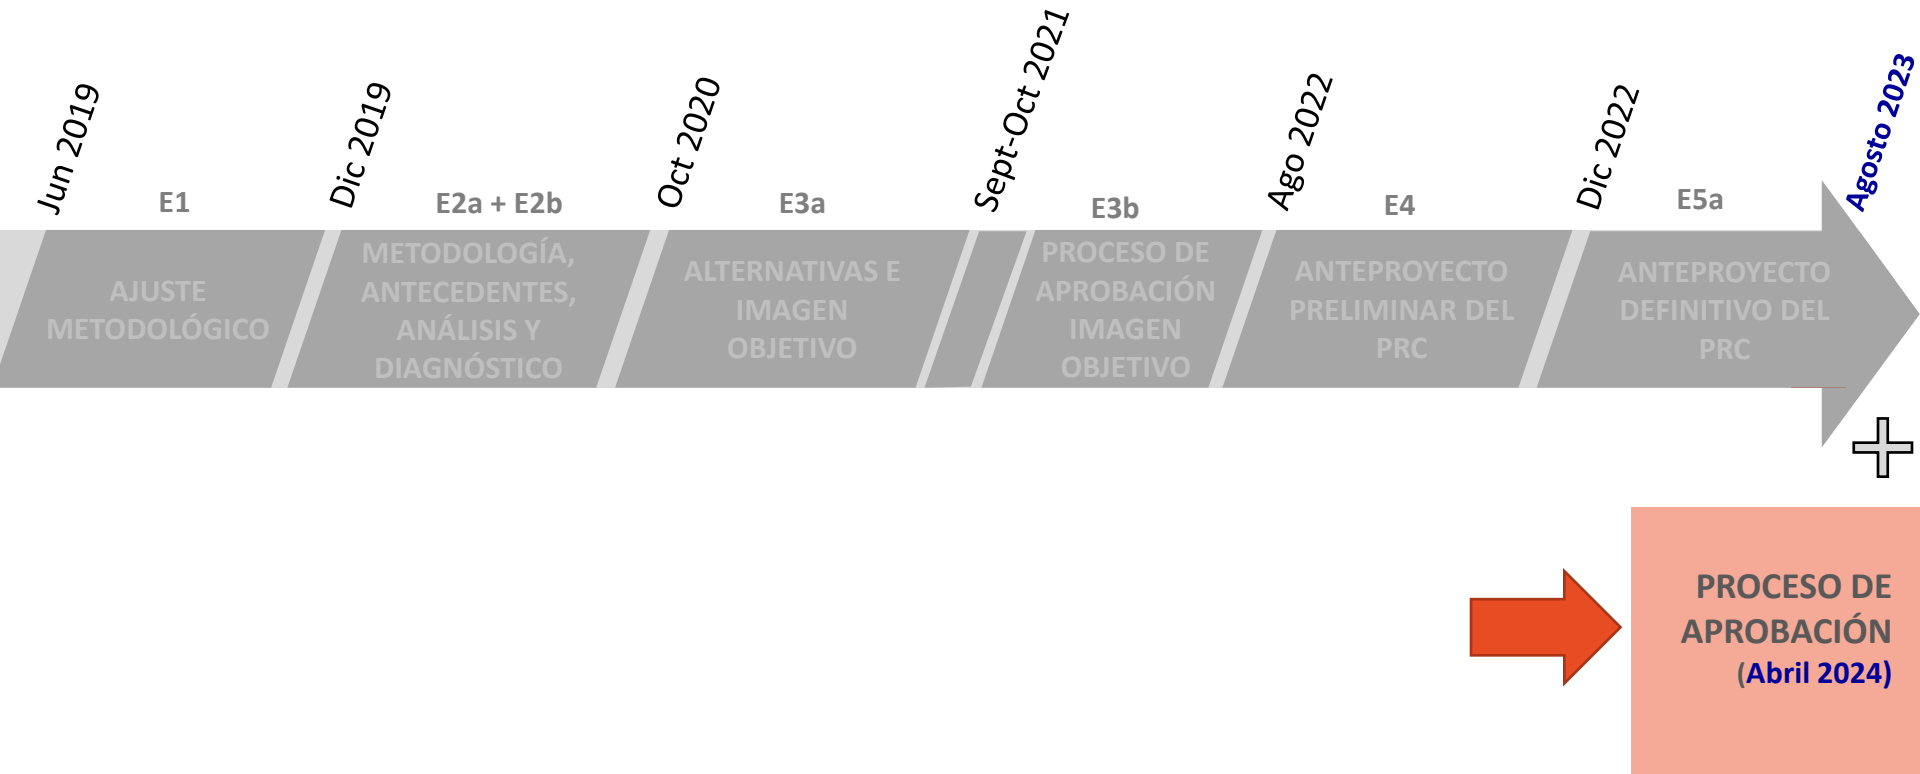 Jun 2019
Dic 2019
Oct 2020
Sept-Oct 2021
Ago 2022
Dic 2022
Agosto 2023
E1
E2a + E2b
E3a
E3b
E4
E5a
AJUSTE
METODOLÓGICO
METODOLOGÍA,
ANTECEDENTES,
ANÁLISIS Y
DIAGNÓSTICO
ALTERNATIVAS E
IMAGEN
OBJETIVO
PROCESO DE
APROBACIÓN
IMAGEN
OBJETIVO
ANTEPROYECTO
PRELIMINAR DEL
PRC
ANTEPROYECTO
DEFINITIVO DEL
PRC
PROCESO DE
APROBACIÓN
(Abril 2024)